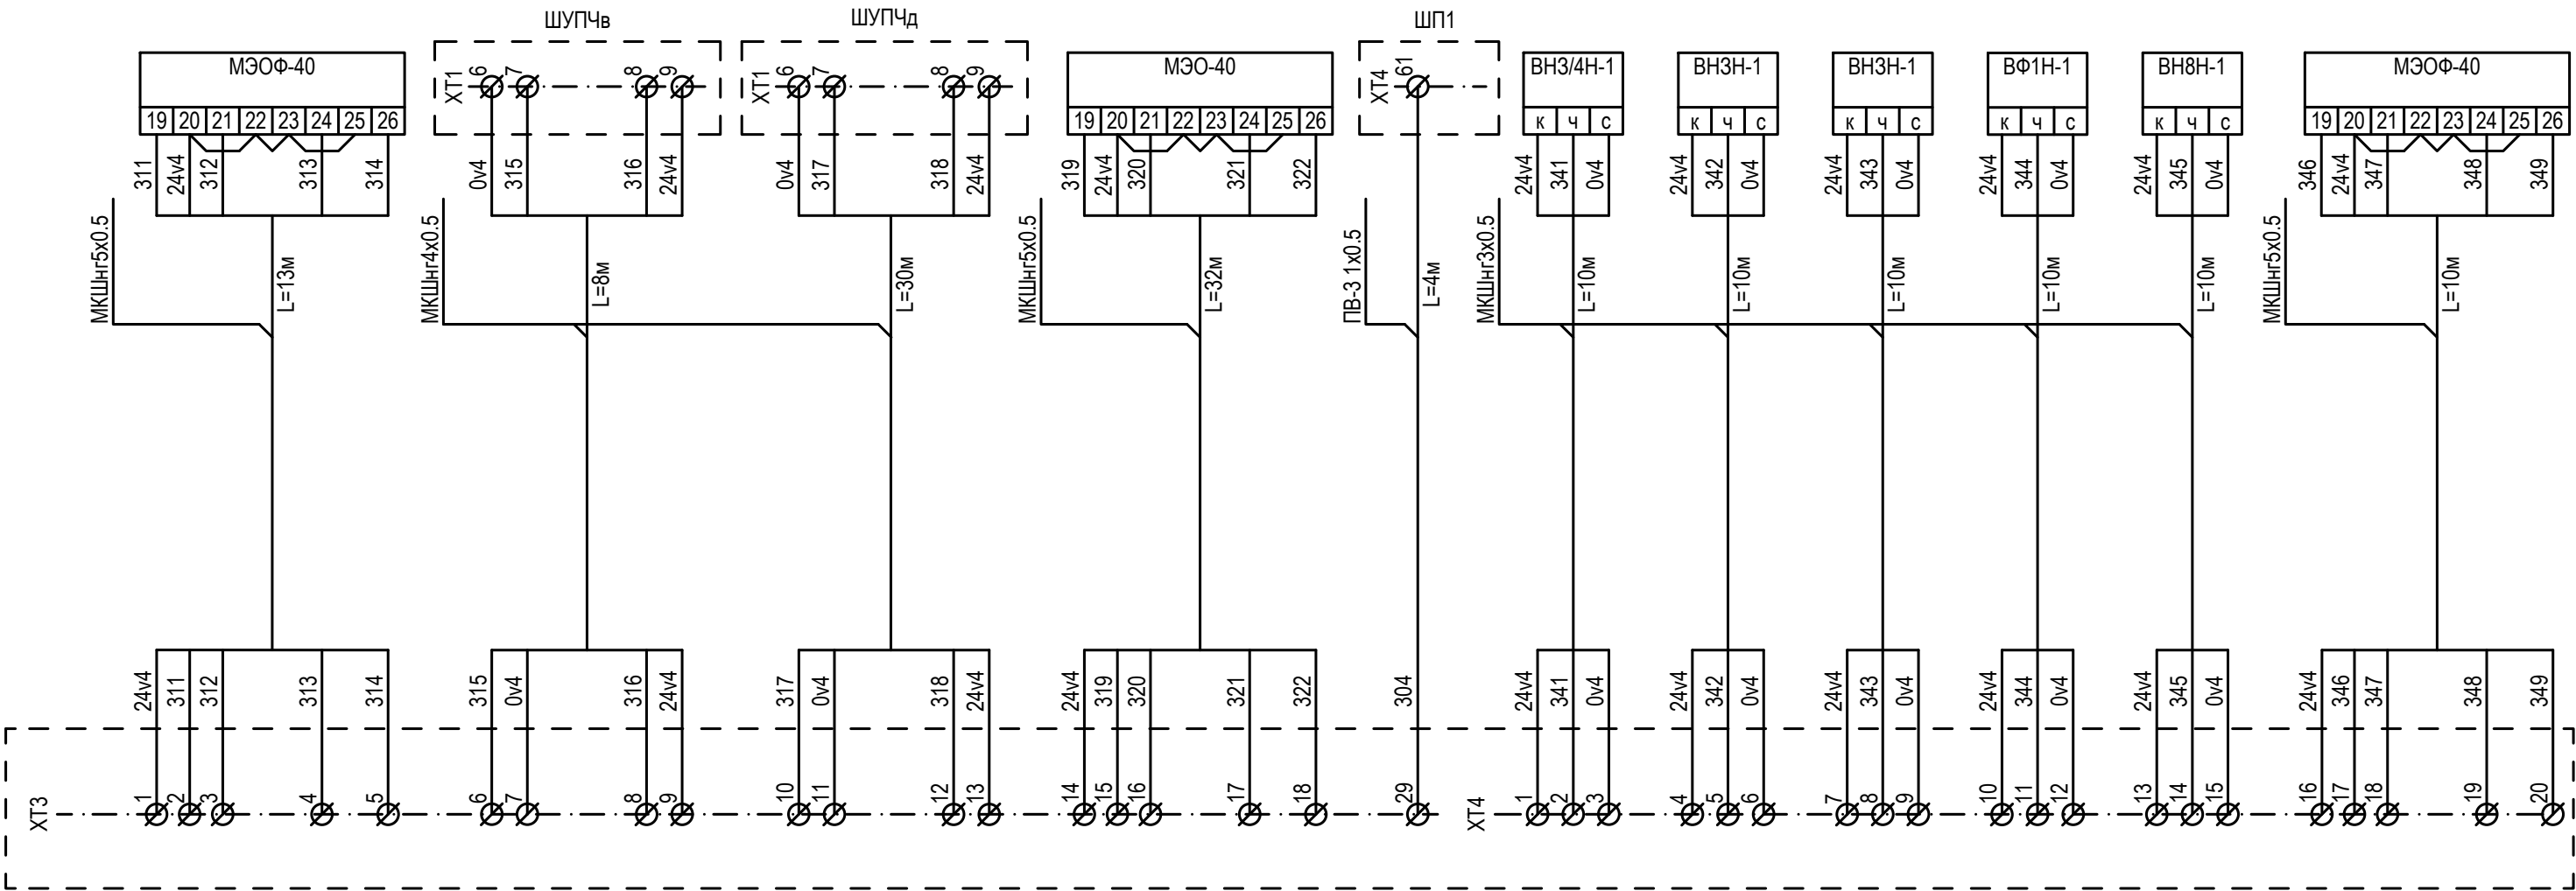 ШУПЧв ШУПЧд ШП1
МЭОФ-40 МЭО-40 ВН3/4Н-1 ВН3Н-1 ВН3Н-1 ВФ1Н-1 ВН8Н-1 МЭОФ-40
ХТ1 6 7 8 9 ХТ1 6 7 8 9 ХТ4 61
19 20 21 22 23 24 25 26 19 20 21 22 23 24 25 26 к ч с к ч с к ч с к ч с к ч с 19 20 21 22 23 24 25 26
311 24v4 312 313 314 0v4 315 316 24v4 0v4 317 318 24v4 319 24v4 320 321 322 24v4 341 0v4 24v4 342 0v4 24v4 343 0v4 24v4 344 0v4 24v4 345 0v4 346 24v4 347 348 349
МКШнг5х0.5 L=13м МКШнг4х0.5 L=8м L=30м МКШнг5х0.5 L=32м ПВ-3 1х0.5 L=4м МКШнг3х0.5 L=10м L=10м L=10м L=10м L=10м МКШнг5х0.5 L=10м
24v4 311 312 313 314 315 0v4 316 24v4 317 0v4 318 24v4 24v4 319 320 321 322 304 24v4 341 0v4 24v4 342 0v4 24v4 343 0v4 24v4 344 0v4 24v4 345 0v4 24v4 346 347 348 349
ХТ3 1 2 3 4 5 6 7 8 9 10 11 12 13 14 15 16 17 18 29 ХТ4 1 2 3 4 5 6 7 8 9 10 11 12 13 14 15 16 17 18 19 20